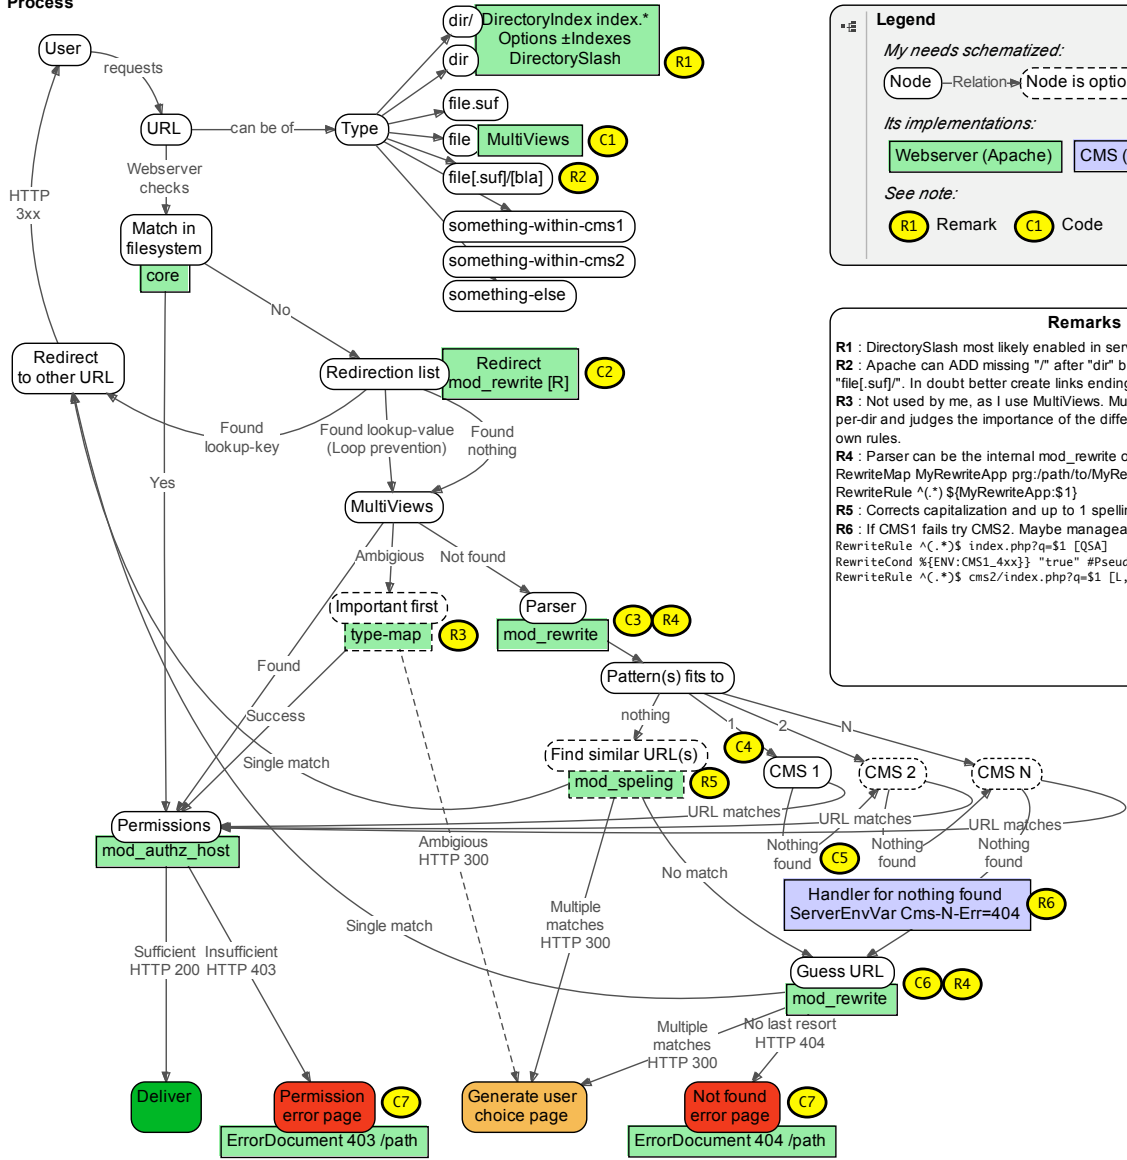 Process
User
requests
URL
can be of
Type
dir/
dir
DirectoryIndex index.*
Options ±Indexes
DirectorySlash
R1
file.suf
file
MultiViews
C1
file[.suf]/[bla]
R2
something-within-cms1
something-within-cms2
something-else
HTTP
3xx
Webserver
checks
Match in
filesystem
core
No
Yes
Redirect
to other URL
Redirection list
Redirect
mod_rewrite [R]
C2
Found
lookup-key
Found lookup-value
(Loop prevention)
Found
nothing
MultiViews
Ambigious
Not found
Important first
type-map
R3
Parser
mod_rewrite
C3
R4
Found
Success
Single match
Pattern(s) fits to
nothing
1
2
N
C4
Find similar URL(s)
mod_speling
R5
CMS 1
CMS 2
CMS N
URL matches
URL matches
URL matches
Nothing
found
C5
Nothing
found
Nothing
found
Permissions
mod_authz_host
Ambigious
HTTP 300
No match
Handler for nothing found
ServerEnvVar Cms-N-Err=404
R6
Multiple
matches
HTTP 300
Single match
Sufficient
HTTP 200
Insufficient
HTTP 403
Guess URL
mod_rewrite
C6
R4
Multiple
matches
HTTP 300
No last resort
HTTP 404
Deliver
Permission
error page
C7
ErrorDocument 403 /path
Generate user
choice page
Not found
error page
C7
ErrorDocument 404 /path
Legend
My needs schematized:
Node
Relation
Node is optio
Its implementations:
Webserver (Apache)
CMS (
See note:
R1
Remark
C1
Code
Remarks
R1 : DirectorySlash most likely enabled in serv
R2 : Apache can ADD missing "/" after "dir" b
"file[.suf]/". In doubt better create links ending
R3 : Not used by me, as I use MultiViews. Mu
per-dir and judges the importance of the diffe
own rules.
R4 : Parser can be the internal mod_rewrite o
RewriteMap MyRewriteApp prg:/path/to/MyRe
RewriteRule ^(.*) ${MyRewriteApp:$1}
R5 : Corrects capitalization and up to 1 spellin
R6 : If CMS1 fails try CMS2. Maybe managea
RewriteRule ^(.*)$ index.php?q=$1 [QSA]
RewriteCond %{ENV:CMS1_4xx}} "true" #Pseud
RewriteRule ^(.*)$ cms2/index.php?q=$1 [L,